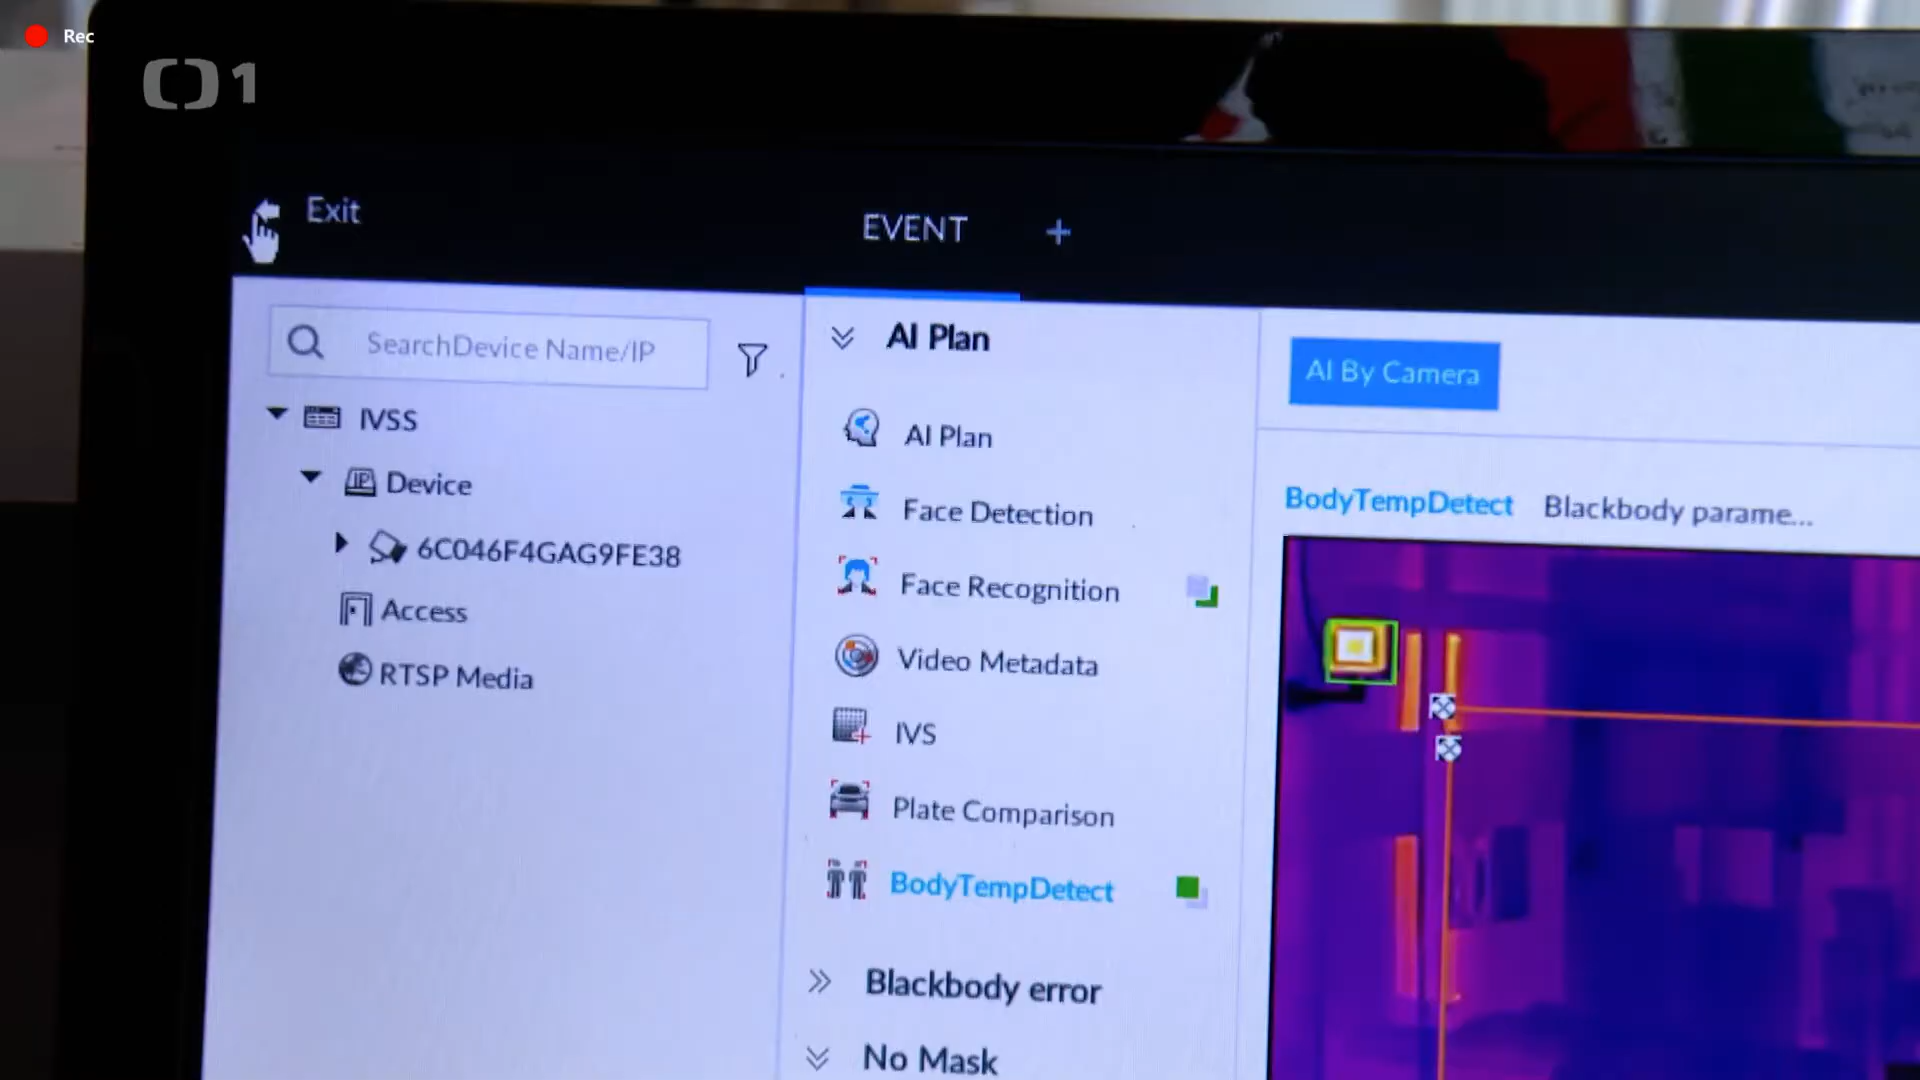 Rec
1
Exit
EVENT +
SearchDevice Name/IP
IVSS
IP Device
6C046F4GAG9FE38
Access
RTSP Media
AI Plan
AI Plan
Face Detection
Face Recognition
Video Metadata
IVS
Plate Comparison
BodyTempDetect
Blackbody error
No Mask
AI By Camera
BodyTempDetect Blackbody parame...